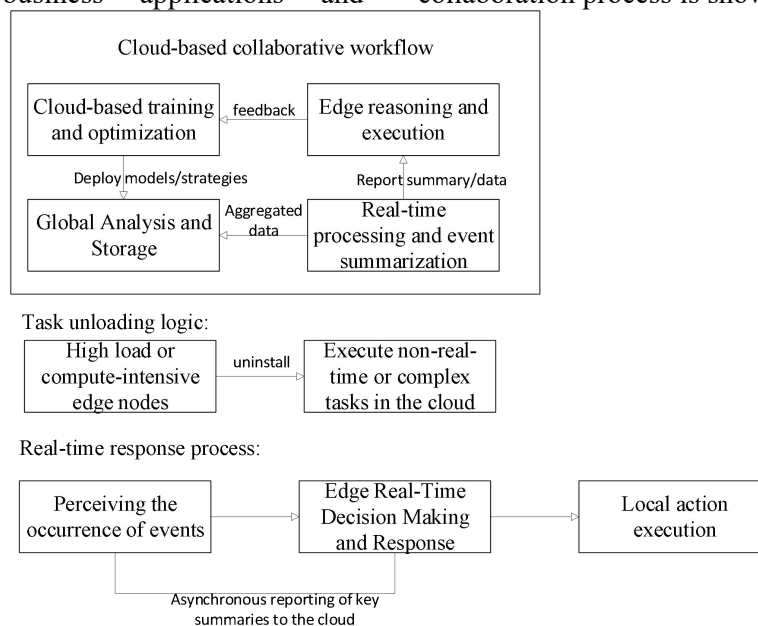 business applications and collaboration process is show
Cloud-based collaborative workflow
Cloud-based training
and optimization
feedback
Edge reasoning and
execution
Deploy models/strategies
Report summary/data
Global Analysis and
Storage
Aggregated
data
Real-time
processing and event
summarization
Task unloading logic:
High load or
compute-intensive
edge nodes
uninstall
Execute non-real-
time or complex
tasks in the cloud
Real-time response process:
Perceiving the
occurrence of events
Edge Real-Time
Decision Making
and Response
Local action
execution
Asynchronous reporting of key
summaries to the cloud